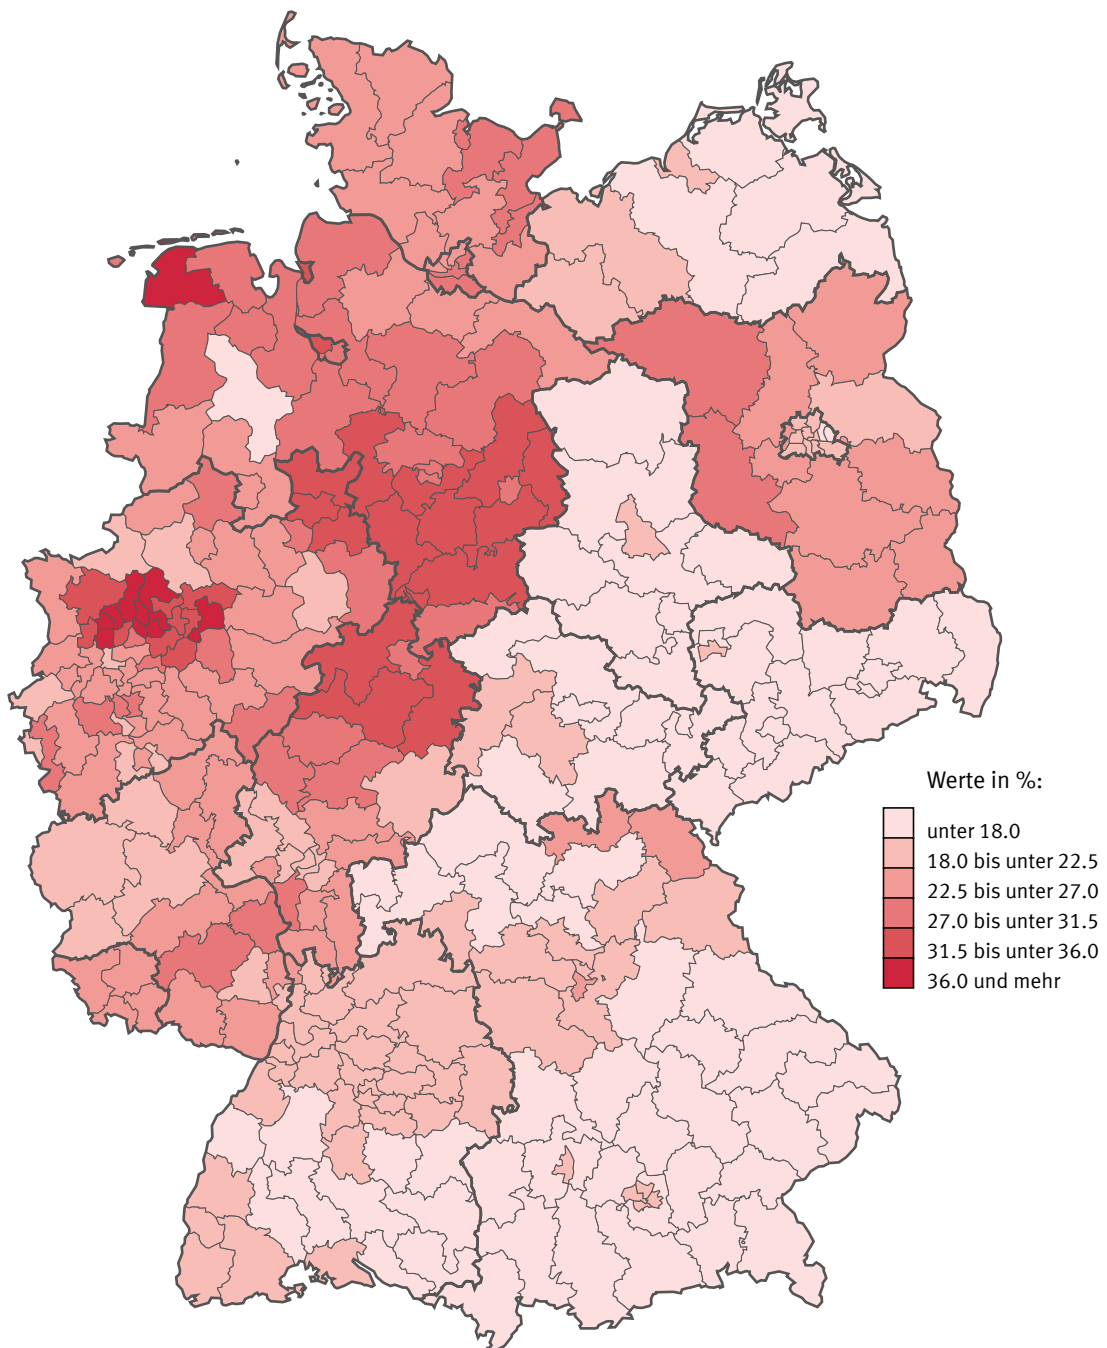 Werte in %:
unter 18.0
18.0 bis unter 22.5
22.5 bis unter 27.0
27.0 bis unter 31.5
31.5 bis unter 36.0
36.0 und mehr